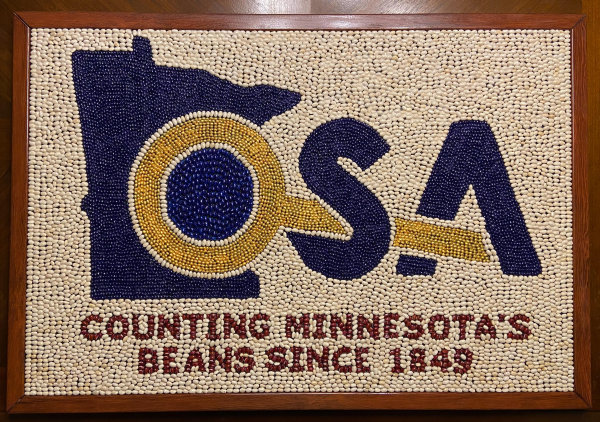 OSA
COUNTING MINNESOTA'S
BEANS SINCE 1849